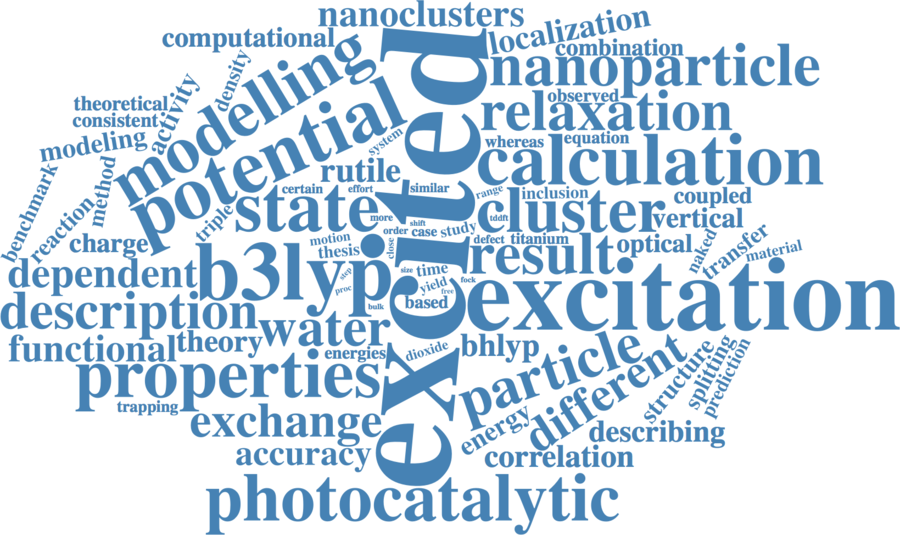 nanoclusters
computational
localization
combination
modelling
excited
nanoparticle
density
activity
theoretical
consistent
observed
relaxation
potential
modeling
system
whereas
equation
calculation
rutile
benchmark
method
reaction
triple
state
certain
effort
similar
range
inclusion
coupled
cluster
vertical
more
shift
tddft
order
case
study
defect
titanium
optical
naked
transfer
material
charge
motion
thesis
close
result
dependent
b3lyp
step
proc
size
time
yield
free
fock
excitation
based
bulk
description
water
functional
theory
energies
dioxide
bhlyp
particle
different
structure
splitting
prediction
properties
trapping
exchange
energy
describing
accuracy
correlation
photocatalytic